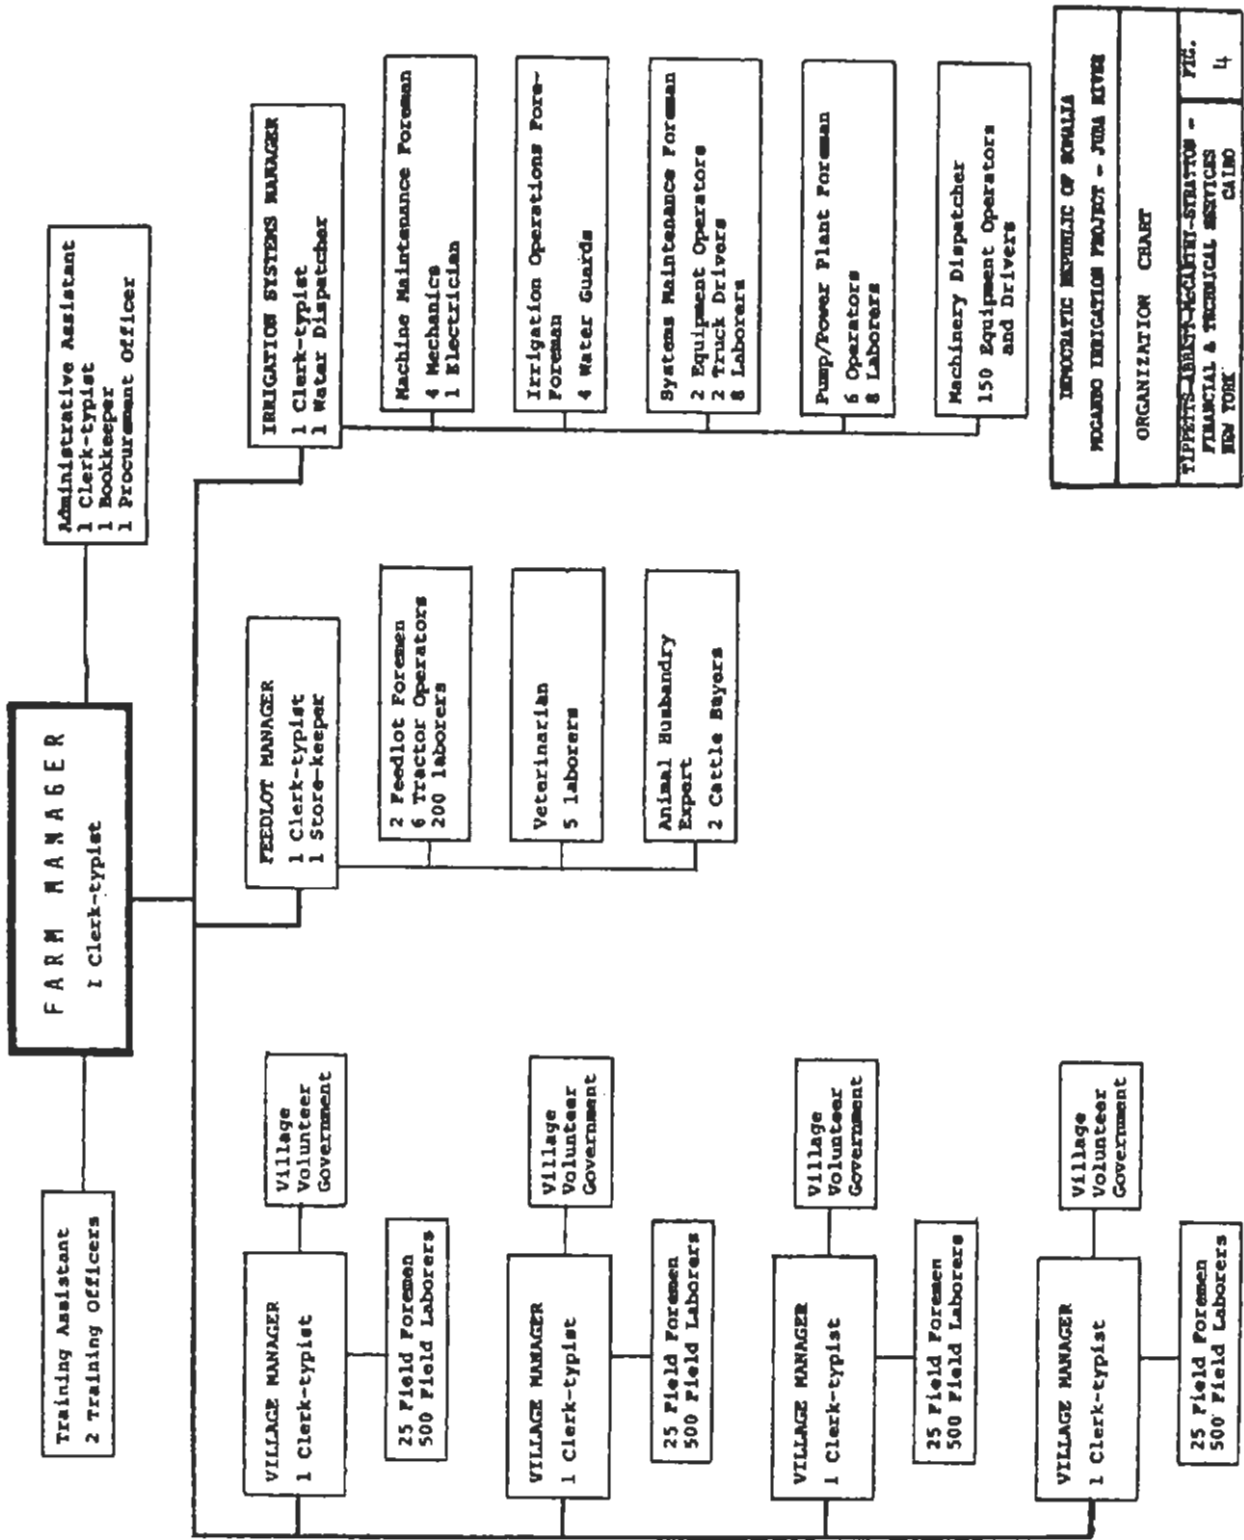 FARM MANAGER
1 Clerk-typist
Training Assistant
2 Training Officers
Administrative Assistant
1 Clerk-typist
1 Bookkeeper
1 Procurement Officer
VILLAGE MANAGER
1 Clerk-typist
Village
Volunteer
Government
25 Field Foremen
500 Field Laborers
VILLAGE MANAGER
1 Clerk-typist
Village
Volunteer
Government
25 Field Foremen
500 Field Laborers
VILLAGE MANAGER
1 Clerk-typist
Village
Volunteer
Government
25 Field Foremen
500 Field Laborers
VILLAGE MANAGER
1 Clerk-typist
Village
Volunteer
Government
25 Field Foremen
500 Field Laborers
FEEDLOT MANAGER
1 Clerk-typist
1 Store-keeper
2 Feedlot Foremen
6 Tractor Operators
200 laborers
Veterinarian
5 laborers
Animal Husbandry
Expert
2 Cattle Buyers
IRRIGATION SYSTEMS MANAGER
1 Clerk-typist
1 Water Dispatcher
Machine Maintenance Foreman
4 Mechanics
1 Electrician
Irrigation Operations Fore-
Foreman
4 Water Guards
Systems Maintenance Foreman
2 Equipment Operators
2 Truck Drivers
8 Laborers
Pump/Power Plant Foreman
6 Operators
8 Laborers
Machinery Dispatcher
150 Equipment Operators
and Drivers
DEMOCRATIC REPUBLIC OF SOMALIA
MOGAMBO IRRIGATION PROJECT - JUBA RIVER
ORGANIZATION CHART
TIPPETTS-ABBETT-McCARTHY-STRATTON -
FINANCIAL & TECHNICAL SERVICES
NEW YORK CAIRO
FIG.
4